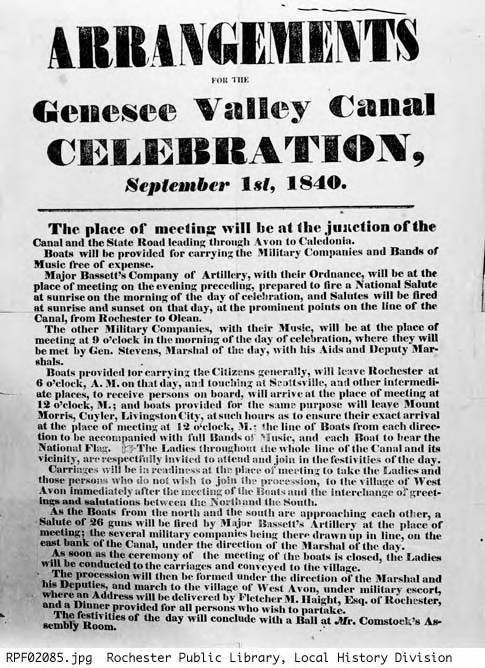 ARRANGEMENTS
FOR THE
Genesee Valley Canal
CELEBRATION,
September 1st, 1840.
The place of meeting will be at the junction of the
Canal and the State Road leading through Avon to Caledonia.
Boats will be provided for carrying the Military Companies and Bands of
Music free of expense.
Major Bassett's Company of Artillery, with their Ordnance, will be at the
place of meeting on the evening preceding, prepared to fire a National Salute
at sunrise on the morning of the day of celebration, and Salutes will be fired
at sunrise and sunset on that day, at the prominent points on the line of the
Canal, from Rochester to Olean.
The other Military Companies, with their Music, will be at the place of
meeting at 9 o'clock in the morning of the day of celebration, where they will
be met by Gen. Stevens, Marshal of the day, with his Aids and Deputy Mar-
shals.
Boats provided for carrying the Citizens generally, will leave Rochester at
6 o'clock, A. M. on that day, and touching at Scottsville, and other intermedi-
ate places, to receive persons on board, will arrive at the place of meeting at
12 o'clock, M.; and boats provided for the same purpose will leave Mount
Morris, Cuyler, Livingston City, at such hours as to ensure their exact arrival
at the place of meeting at 12 o'clock, M.; the line of Boats from each direc-
tion to be accompanied with full Bands of Music, and each Boat to bear the
National Flag. ☞The Ladies throughout the whole line of the Canal and its
vicinity, are respectfully invited to attend and join in the festivities of the day.
Carriages will be in readiness at the place of meeting to take the Ladies and
those persons who do not wish to join the procession, to the village of West
Avon immediately after the meeting of the Boats and the interchange of greet-
ings and salutations between the North and the South.
As the Boats from the north and the south are approaching each other, a
Salute of 26 guns will be fired by Major Bassett's Artillery at the place of
meeting; the several military companies being there drawn up in line, on the
east bank of the Canal, under the direction of the Marshal of the day.
As soon as the ceremony of the meeting of the boats is closed, the Ladies
will be conducted to the carriages and conveyed to the village.
The procession will then be formed under the direction of the Marshal and
his Deputies, and march to the village of West Avon, under military escort,
where an Address will be delivered by Fletcher M. Haight, Esq. of Rochester,
and a Dinner provided for all persons who wish to partake.
The festivities of the day will conclude with a Ball at Mr. Comstock's As-
sembly Room.
RPF02085.jpg Rochester Public Library, Local History Division